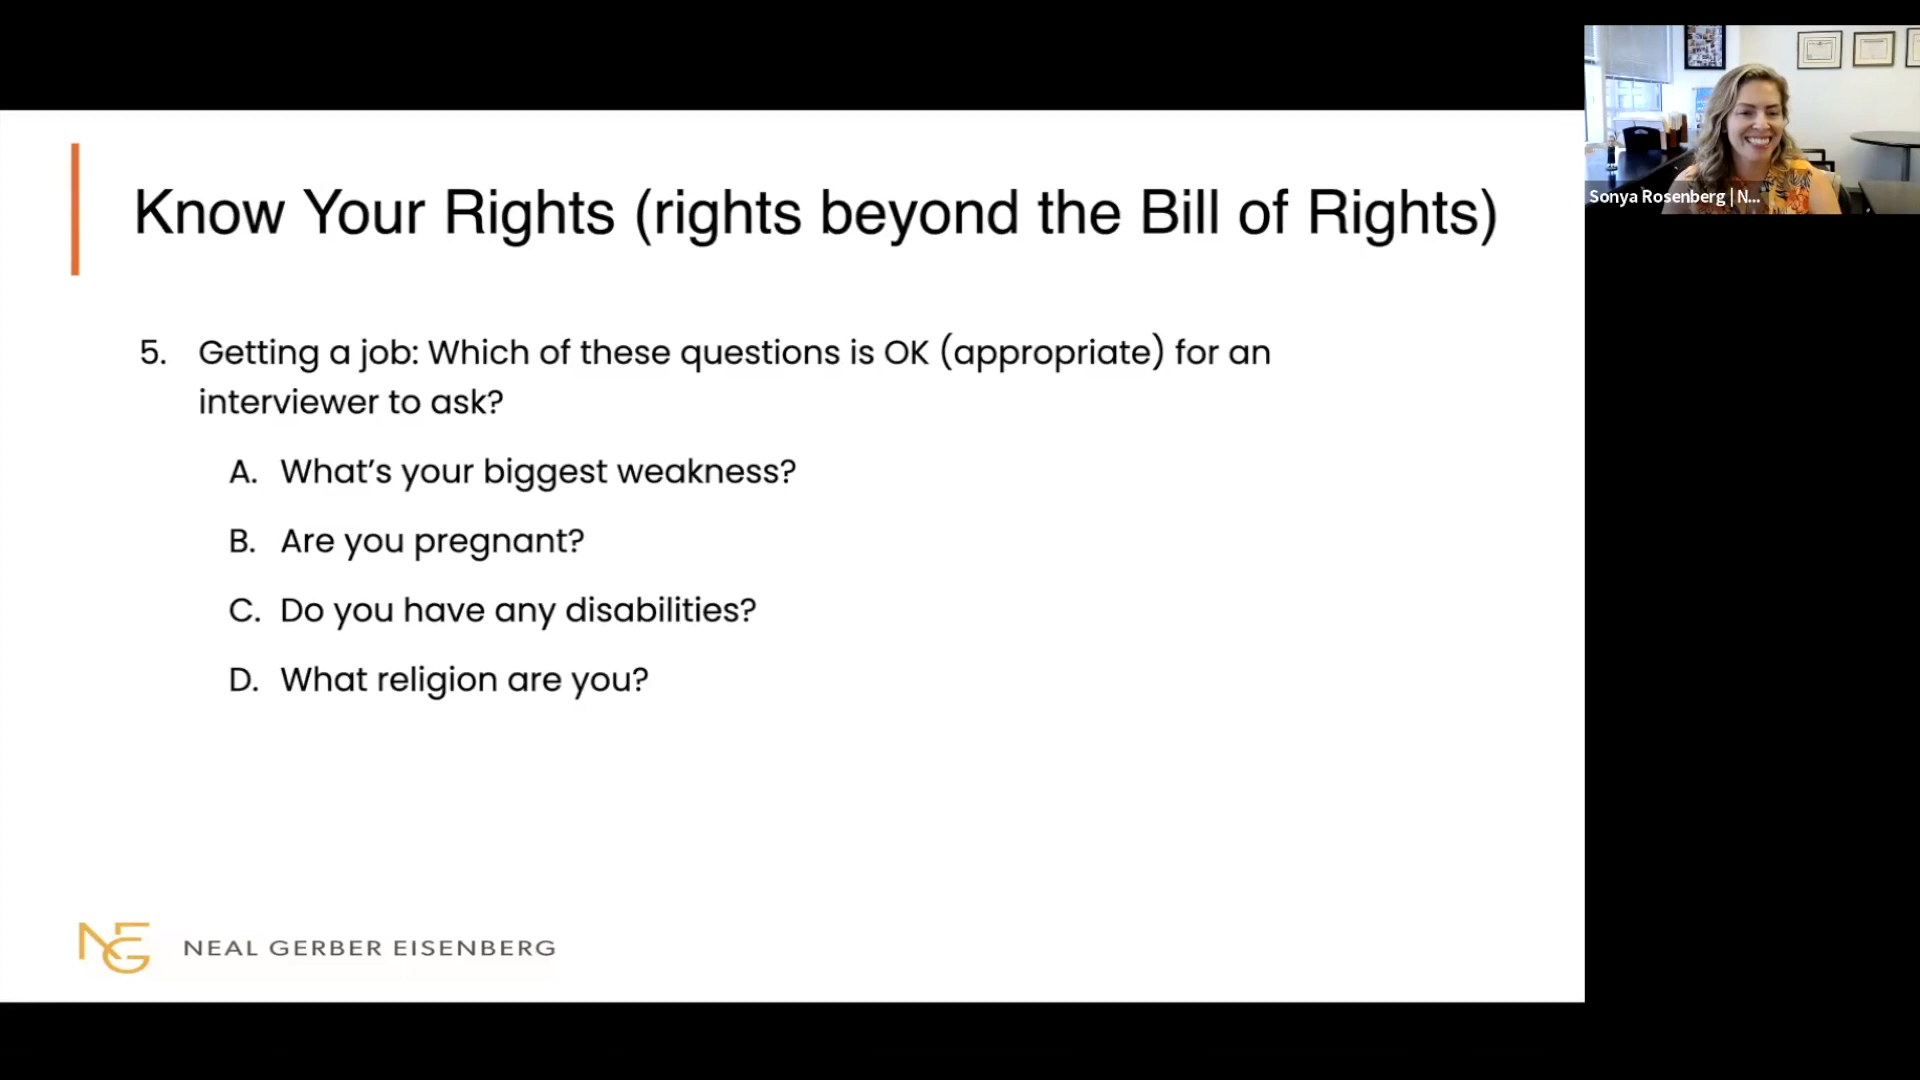 Know Your Rights (rights beyond the Bill of Rights)
5. Getting a job: Which of these questions is OK (appropriate) for an
interviewer to ask?
A. What’s your biggest weakness?
B. Are you pregnant?
C. Do you have any disabilities?
D. What religion are you?
NEG NEAL GERBER EISENBERG
Sonya Rosenberg | N...